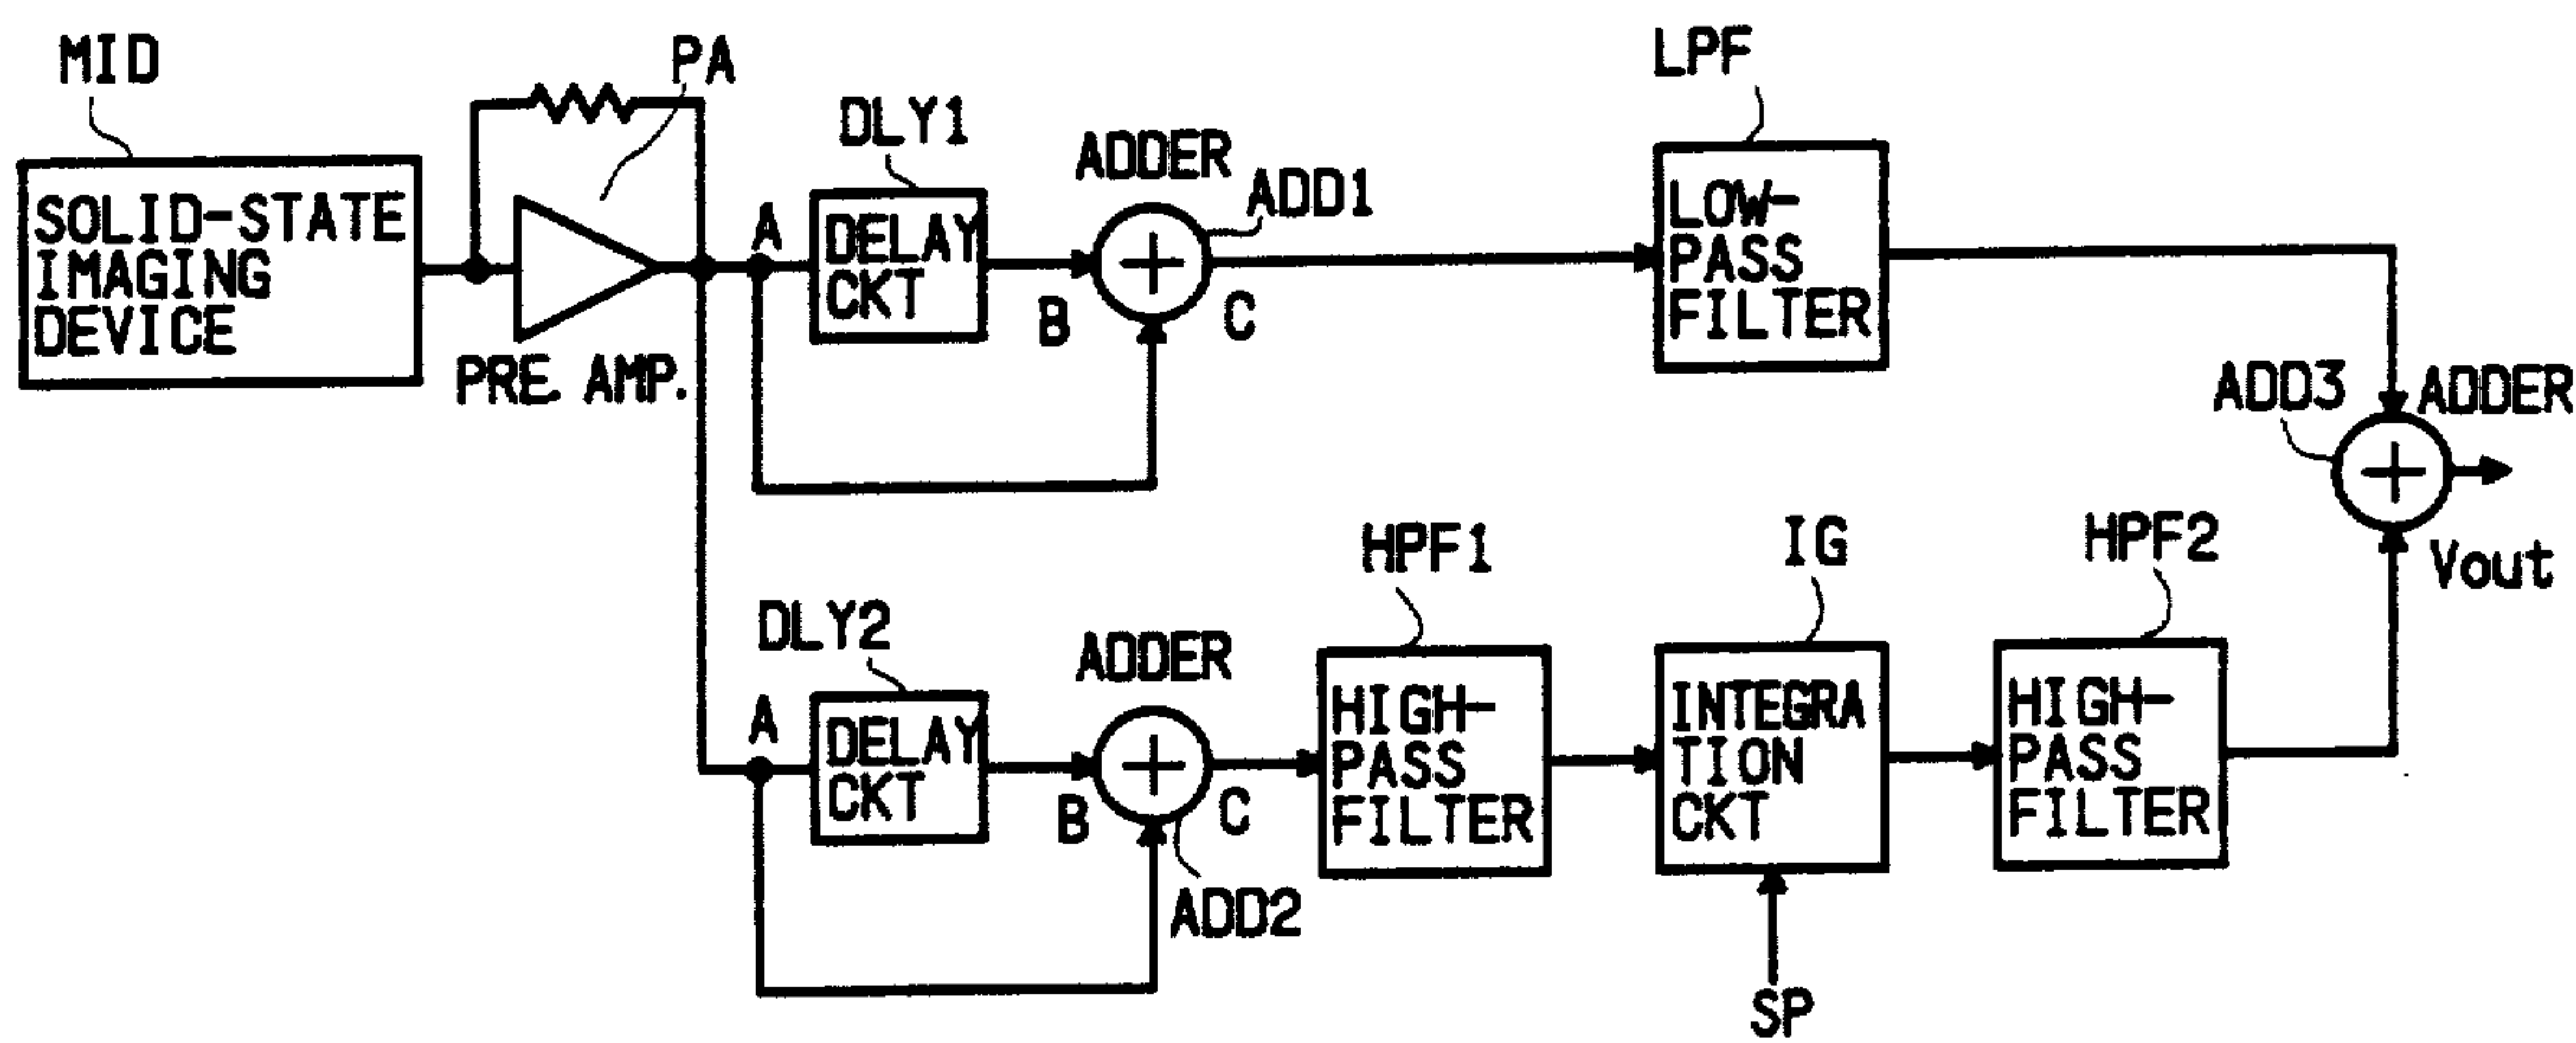 MID
PA
LPF
DLY1
ADDER
ADD1
SOLID-STATE
IMAGING
DEVICE
A
DELAY
CKT
B
C
LOW-
PASS
FILTER
PRE. AMP.
ADD3
ADDER
Vout
HPF1
IG
HPF2
DLY2
ADDER
A
DELAY
CKT
B
C
ADD2
HIGH-
PASS
FILTER
INTEGRA
TION
CKT
HIGH-
PASS
FILTER
SP